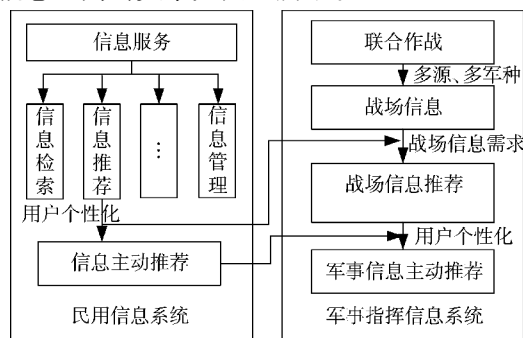 信息服务
信息检索
信息推荐
⋮
信息管理
用户个性化
信息主动推荐
民用信息系统
联合作战
多源、多军种
战场信息
战场信息需求
战场信息推荐
用户个性化
军事信息主动推荐
军事指挥信息系统